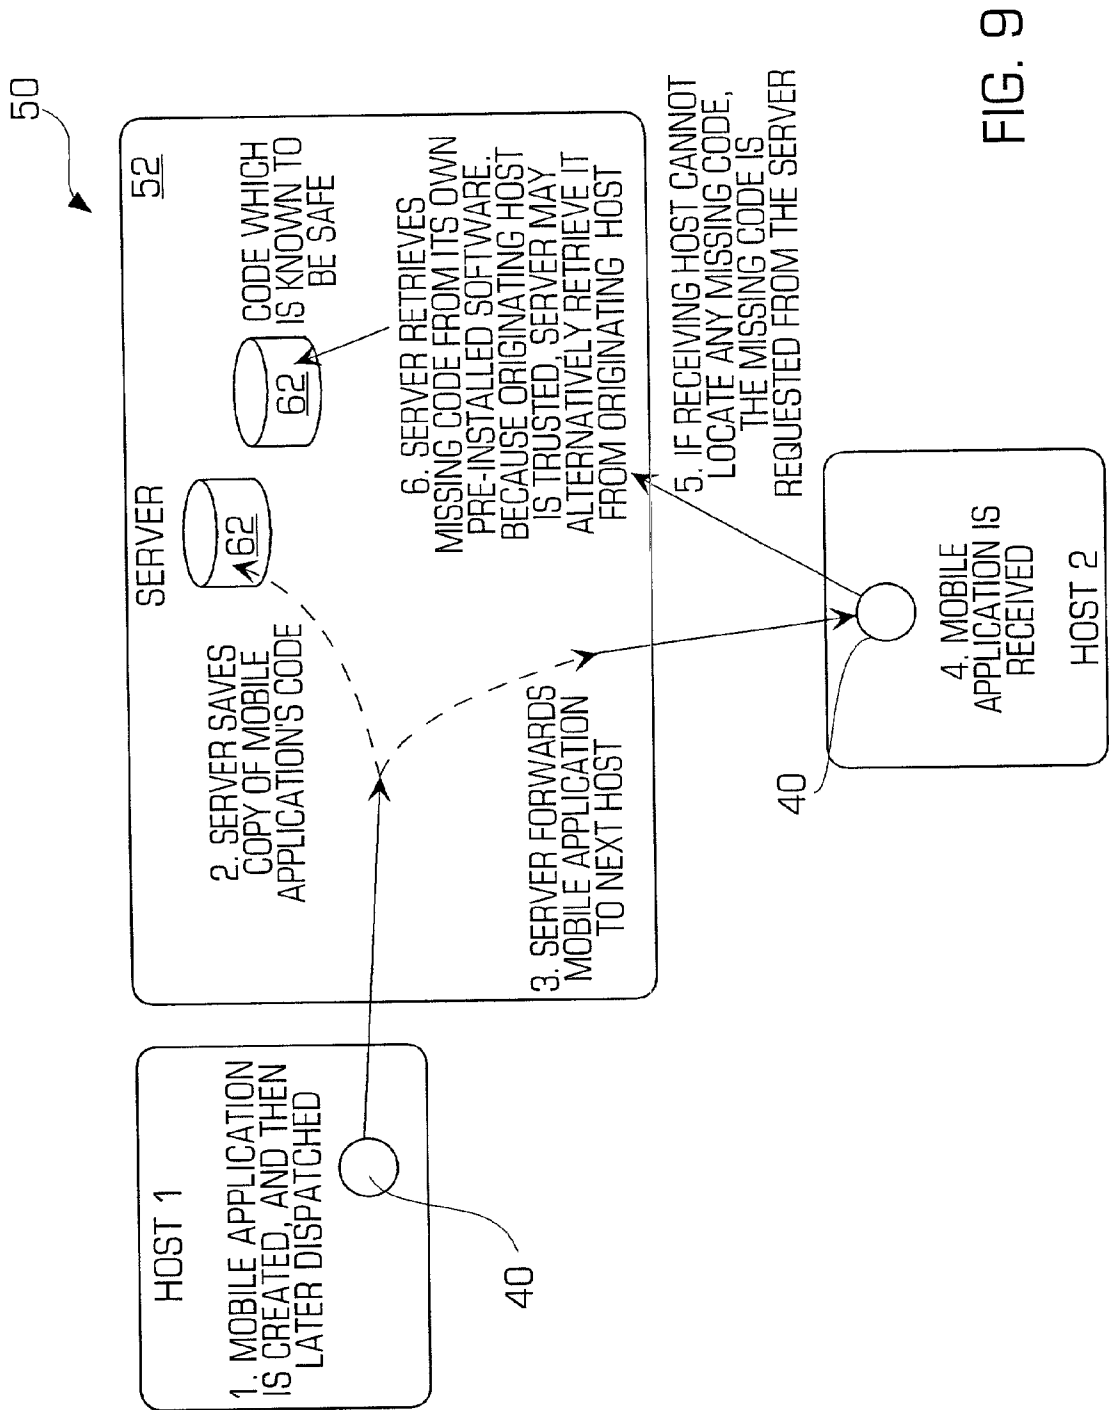 50
HOST 1
1. MOBILE APPLICATION
IS CREATED, AND THEN
LATER DISPATCHED
40
SERVER
52
2. SERVER SAVES
COPY OF MOBILE
APPLICATION'S CODE
62
62
CODE WHICH
IS KNOWN TO
BE SAFE
3. SERVER FORWARDS
MOBILE APPLICATION
TO NEXT HOST
6. SERVER RETRIEVES
MISSING CODE FROM ITS OWN
PRE-INSTALLED SOFTWARE.
BECAUSE ORIGINATING HOST
IS TRUSTED, SERVER MAY
ALTERNATIVELY RETRIEVE IT
FROM ORIGINATING HOST
5. IF RECEIVING HOST CANNOT
LOCATE ANY MISSING CODE,
THE MISSING CODE IS
REQUESTED FROM THE SERVER
40
4. MOBILE
APPLICATION IS
RECEIVED
HOST 2
FIG. 9